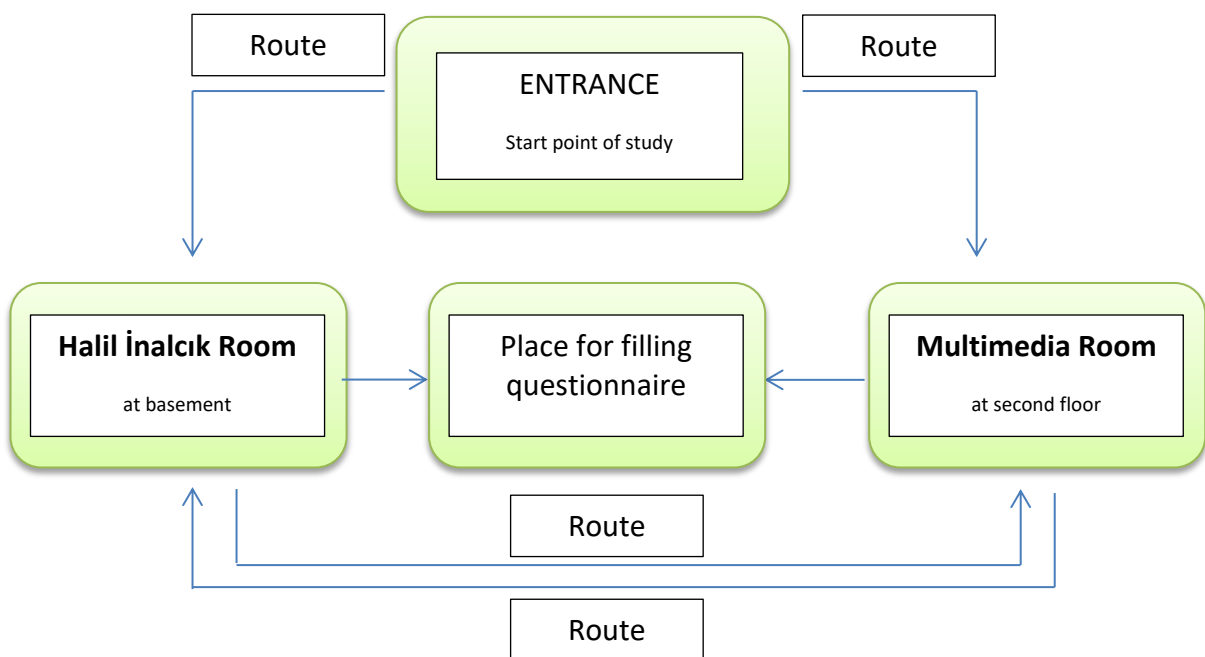 Route
ENTRANCE
Start point of study
Route
Halil İnalcık Room
at basement
Place for filling
questionnaire
Multimedia Room
at second floor
Route
Route